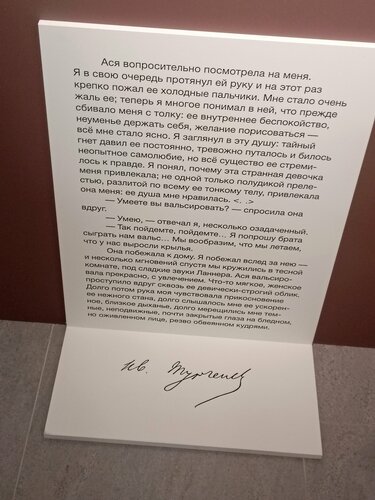 Ася вопросительно посмотрела на меня.
Я в свою очередь протянул ей руку и на этот раз
крепко пожал ее холодные пальчики. Мне стало очень
жаль ее; теперь я многое понимал в ней, что прежде
сбивало меня с толку: ее внутреннее беспокойство,
неуменье держать себя, желание порисоваться —
всё мне стало ясно. Я заглянул в эту душу: тайный
гнет давил ее постоянно, тревожно путалось и билось
неопытное самолюбие, но всё существо ее стреми-
лось к правде. Я понял, почему эта странная девочка
меня привлекала; не одной только полудикой преле-
стью, разлитой по всему ее тонкому телу, привлекала
она меня: ее душа мне нравилась. <. .>
— Умеете вы вальсировать? — спросила она
вдруг.
— Умею, — отвечал я, несколько озадаченный.
— Так пойдемте, пойдемте... Я попрошу брата
сыграть нам вальс... Мы вообразим, что мы летаем,
что у нас выросли крылья.
Она побежала к дому. Я побежал вслед за нею —
и несколько мгновений спустя мы кружились в тесной
комнате, под сладкие звуки Ланнера. Ася вальсиро-
вала прекрасно, с увлечением. Что-то мягкое, женское
проступило вдруг сквозь ее девически-строгий облик.
Долго потом рука моя чувствовала прикосновение
ее нежного стана, долго слышалось мне ее ускорен-
ное, близкое дыханье, долго мерещились мне тем-
ные, неподвижные, почти закрытые глаза на бледном,
но оживленном лице, резво обвеянном кудрями.
Ив. Тургенев